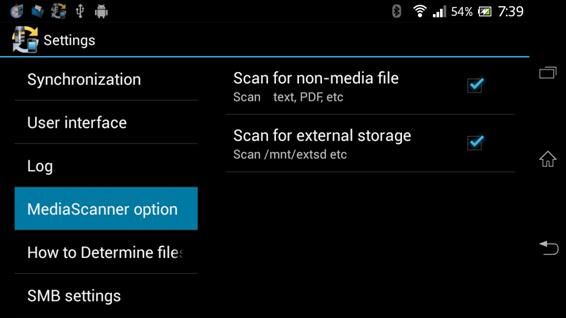 54% 7:39
Settings
Synchronization
User interface
Log
MediaScanner option
How to Determine files
SMB settings
Scan for non-media file
Scan text, PDF, etc
Scan for external storage
Scan /mnt/extsd etc